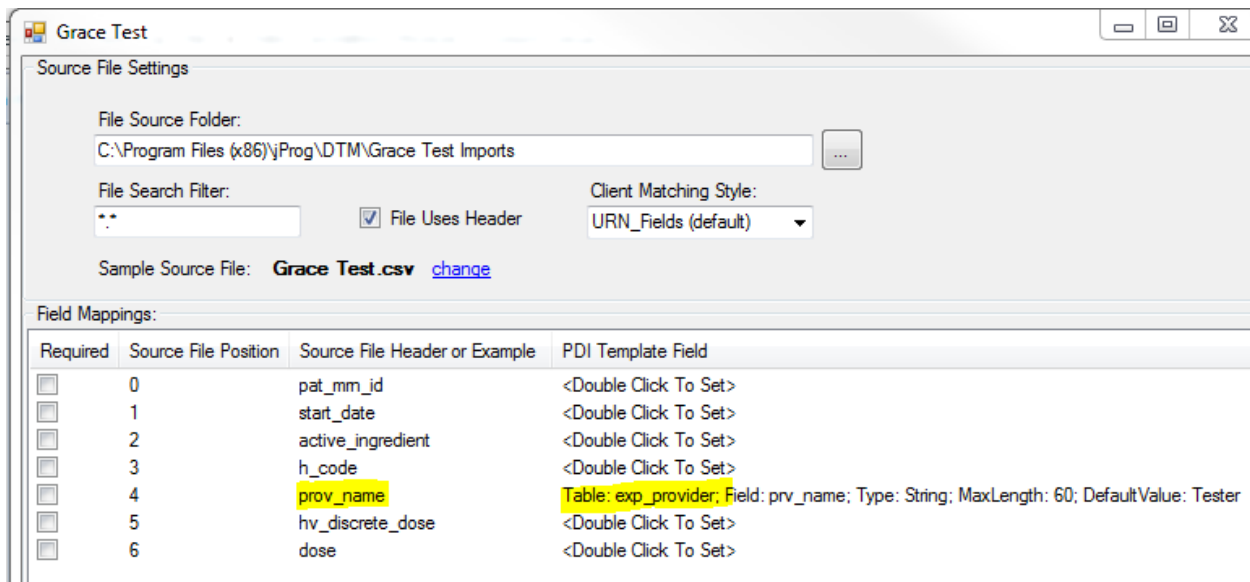 Grace Test
Source File Settings
File Source Folder:
C:\Program Files (x86)\jProg\DTM\Grace Test Imports
...
File Search Filter: Client Matching Style:
*.* File Uses Header URN_Fields (default)
Sample Source File: Grace Test.csv change
Field Mappings:
Required Source File Position Source File Header or Example PDI Template Field
0 pat_mrn_id <Double Click To Set>
1 start_date <Double Click To Set>
2 active_ingredient <Double Click To Set>
3 h_code <Double Click To Set>
4 prov_name Table: exp_provider; Field: prv_name; Type: String; MaxLength: 60; DefaultValue: Tester
5 hv_discrete_dose <Double Click To Set>
6 dose <Double Click To Set>